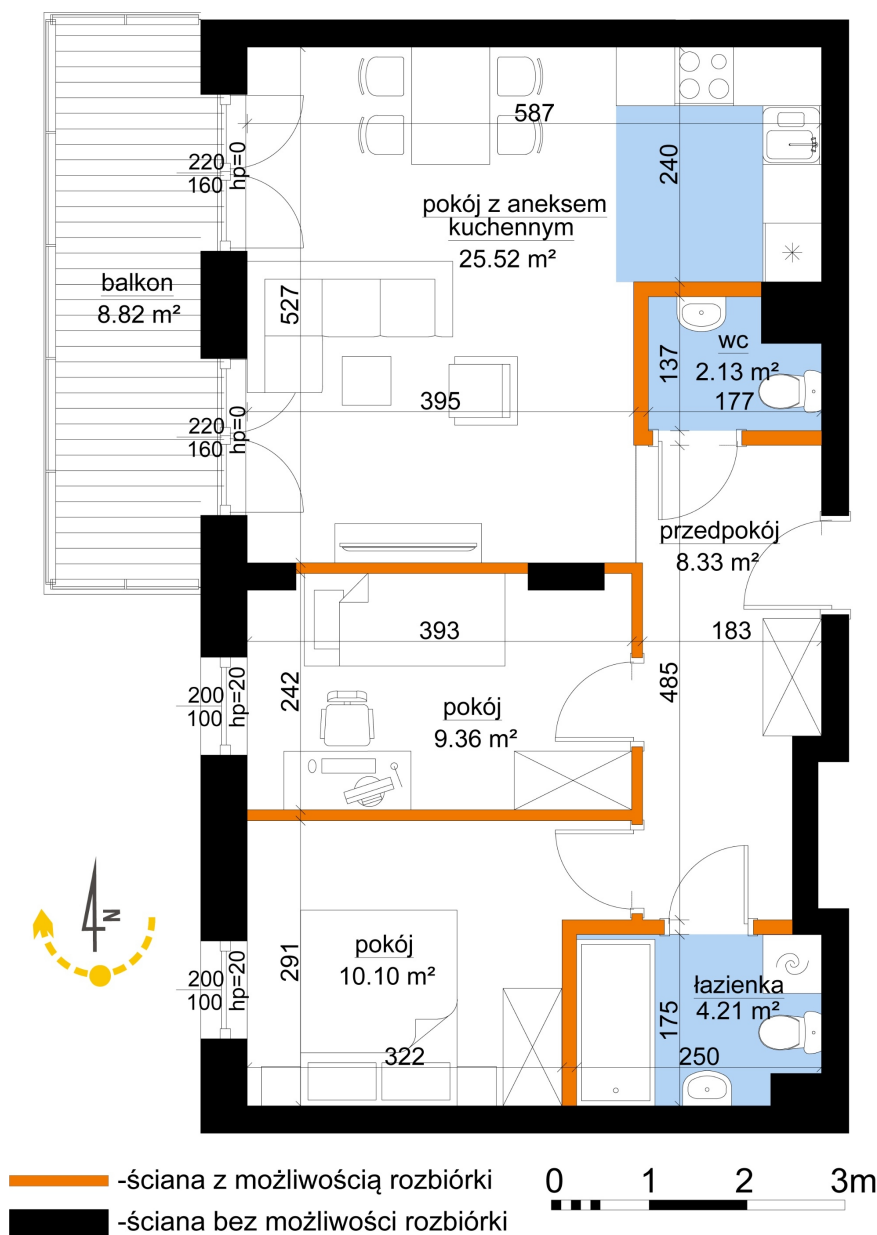 587
220
160
hp=0
240
pokój z aneksem
kuchennym
25.52 m²
balkon
8.82 m²
527
wc
2.13 m²
137
177
395
220
160
hp=0
przedpokój
8.33 m²
393
183
242
485
200
100
hp=20
pokój
9.36 m²
N
291
pokój
10.10 m²
200
100
hp=20
łazienka
4.21 m²
175
322
250
-ściana z możliwością rozbiórki
0 1 2 3m
-ściana bez możliwości rozbiórki